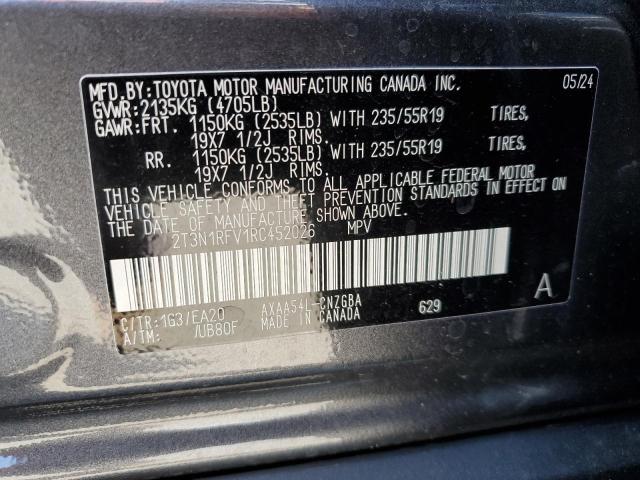 MFD.BY:TOYOTA MOTOR MANUFACTURING CANADA INC. 05/24
GVWR:2135KG (4705LB)
GAWR:FRT. 1150KG (2535LB)WITH 235/55R19 TIRES,
19X7 1/2J RIMS.
RR. 1150KG (2535LB)WITH 235/55R19 TIRES,
19X7 1/2J RIMS.
THIS VEHICLE CONFORMS TO ALL APPLICABLE FEDERAL MOTOR
VEHICLE SAFETY AND THEFT PREVENTION STANDARDS IN EFFECT ON
THE DATE OF MANUFACTURE SHOWN ABOVE.
2T3N1RFV1RC452026 MPV
A
C/TR:1G3/EA20 AXAA54L-CNZGBA
A/TM: /UB80F MADE IN CANADA 629